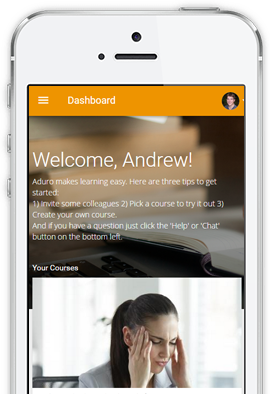 Dashboard
Welcome, Andrew!
Aduro makes learning easy. Here are three tips to get
started:
1) Invite some colleagues 2) Pick a course to try it out 3)
Create your own course.
And if you have a question just click the 'Help' or 'Chat'
button on the bottom left.
Your Courses